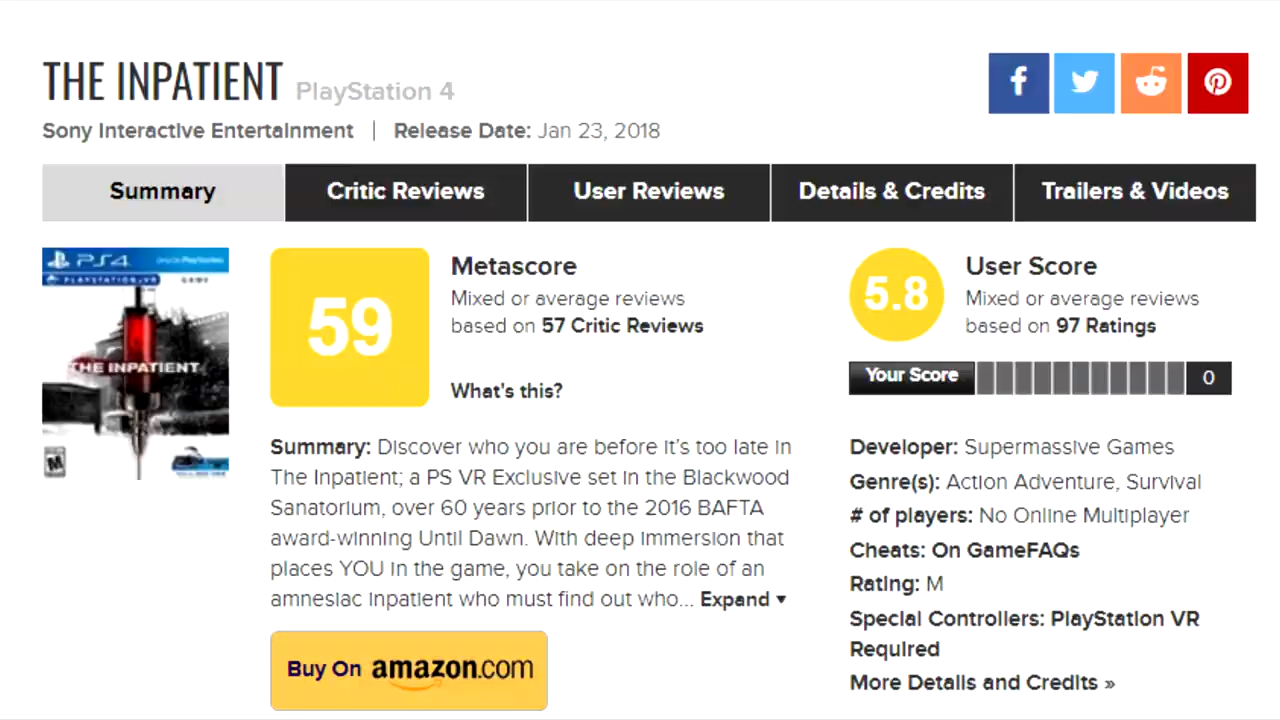 THE INPATIENT PlayStation 4
Sony Interactive Entertainment | Release Date: Jan 23, 2018
Summary
Critic Reviews
User Reviews
Details & Credits
Trailers & Videos
PS4
PLAYSTATION VR GAME
THE INPATIENT
M
59
Metascore
Mixed or average reviews
based on 57 Critic Reviews
What's this?
5.8
User Score
Mixed or average reviews
based on 97 Ratings
Your Score 0
Summary: Discover who you are before it’s too late in
The Inpatient; a PS VR Exclusive set in the Blackwood
Sanatorium, over 60 years prior to the 2016 BAFTA
award-winning Until Dawn. With deep immersion that
places YOU in the game, you take on the role of an
amnesiac inpatient who must find out who... Expand ▼
Buy On amazon.com
Developer: Supermassive Games
Genre(s): Action Adventure, Survival
# of players: No Online Multiplayer
Cheats: On GameFAQs
Rating: M
Special Controllers: PlayStation VR
Required
More Details and Credits »